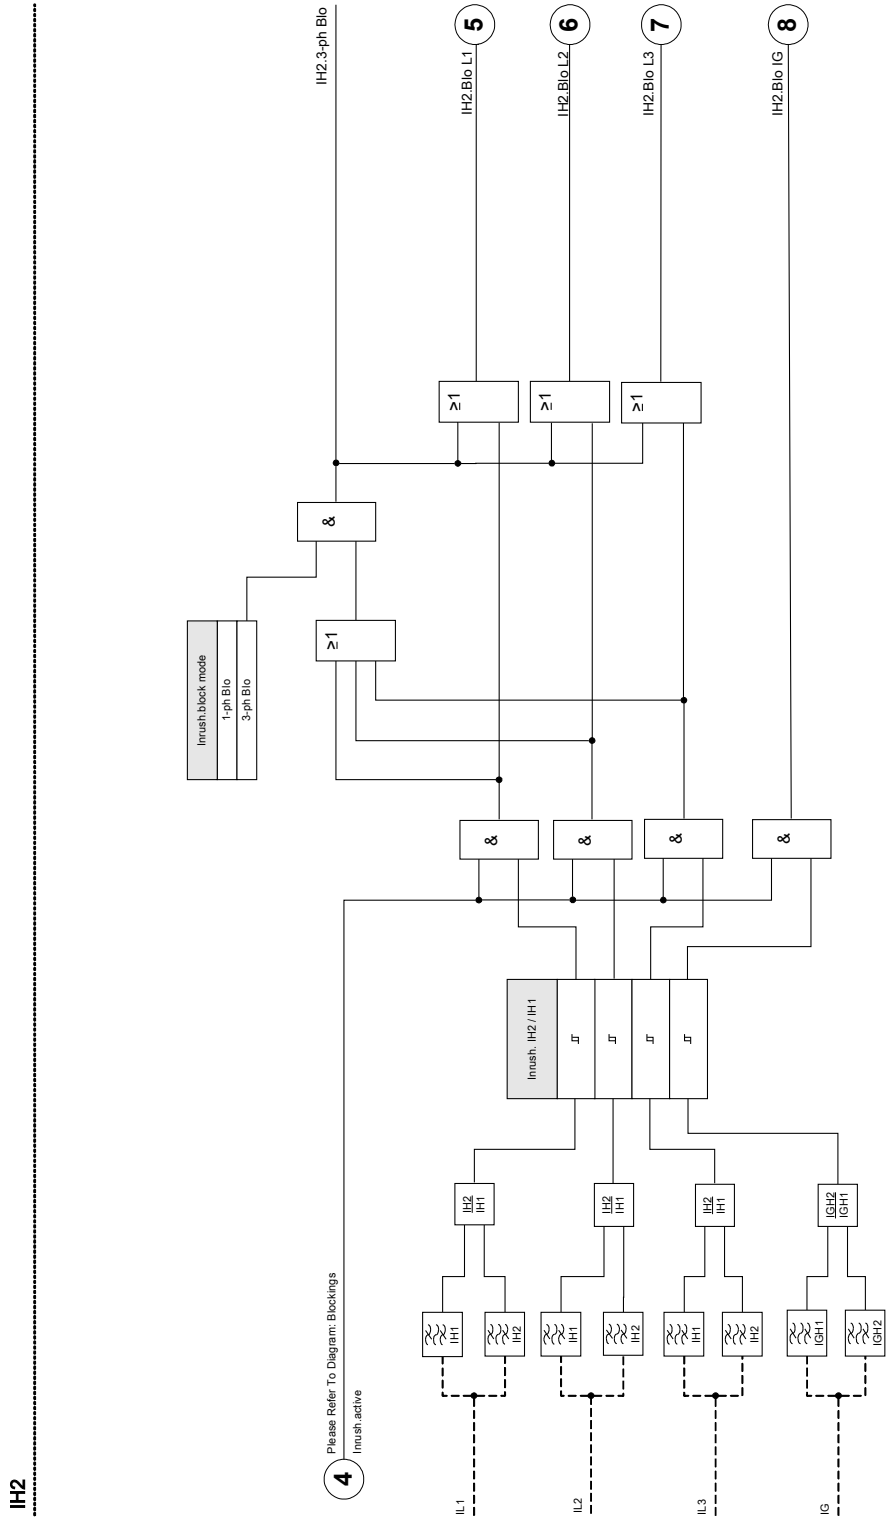 IH2
4
Please Refer To Diagram: Blockings
Inrush.active
IL1
IL2
IL3
IG
IH1
IH2
IH1
IH2
IH1
IH2
IGH1
IGH2
IH2
IH1
IH2
IH1
IH2
IH1
IGH2
IGH1
Inrush. IH2 / IH1
&
&
&
&
Inrush.block mode
1-ph Blo
3-ph Blo
≥1
&
≥1
≥1
≥1
IH2.3-ph Blo
IH2.Blo L1
5
IH2.Blo L2
6
IH2.Blo L3
7
IH2.Blo IG
8